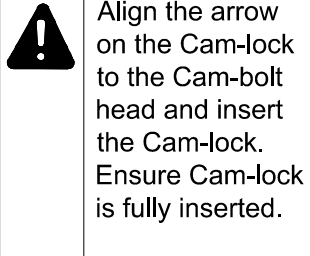 Align the arrow
on the Cam-lock
to the Cam-bolt
head and insert
the Cam-lock.
Ensure Cam-lock
is fully inserted.